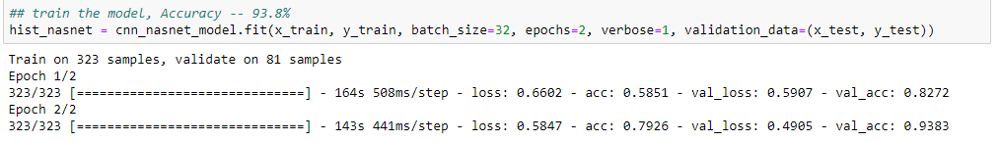 ## train the model, Accuracy -- 93.8%
hist_nasnet = cnn_nasnet_model.fit(x_train, y_train, batch_size=32, epochs=2, verbose=1, validation_data=(x_test, y_test))
Train on 323 samples, validate on 81 samples
Epoch 1/2
323/323 [==============================] - 164s 508ms/step - loss: 0.6602 - acc: 0.5851 - val_loss: 0.5907 - val_acc: 0.8272
Epoch 2/2
323/323 [==============================] - 143s 441ms/step - loss: 0.5847 - acc: 0.7926 - val_loss: 0.4905 - val_acc: 0.9383